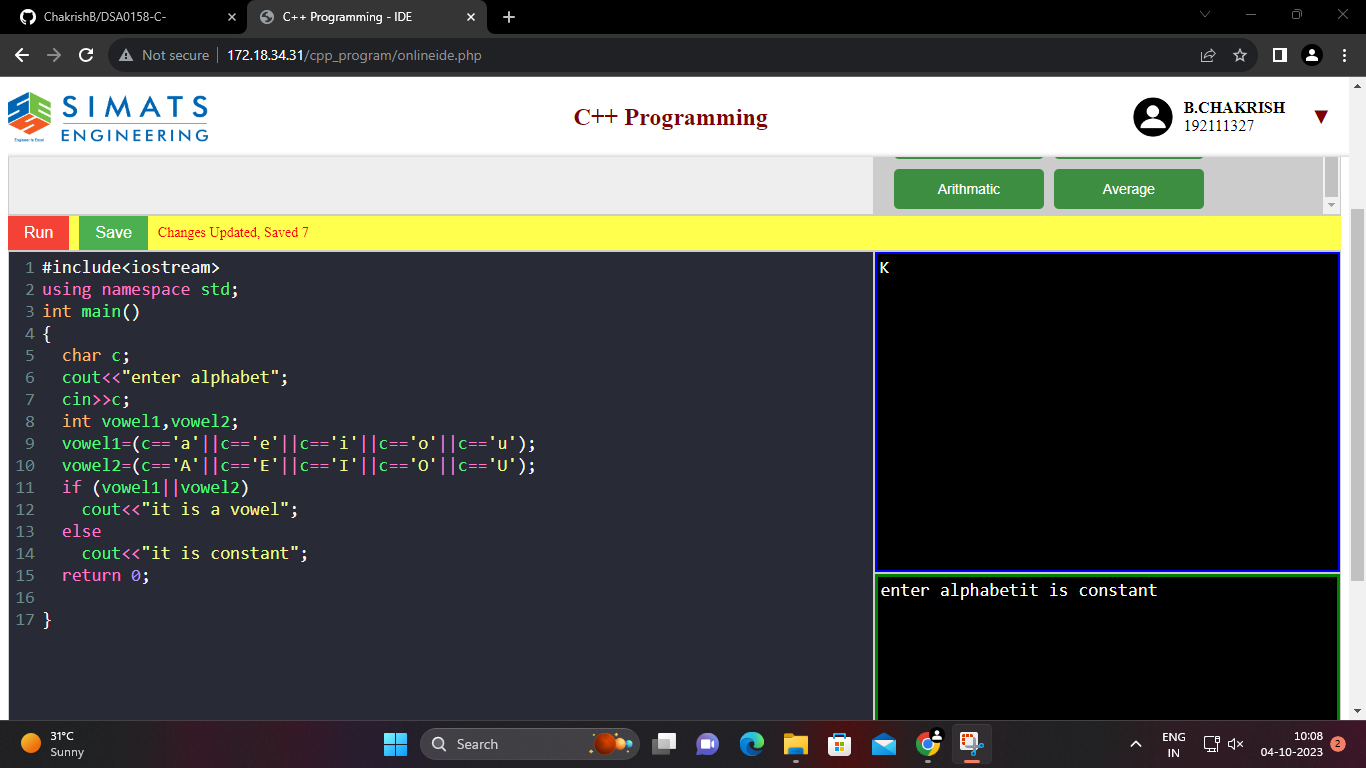 ChakrishB/DSA0158-C-
C++ Programming - IDE
Not secure
172.18.34.31/cpp_program/onlineide.php
SIMATS
ENGINEERING
Engineer to Excel
C++ Programming
B.CHAKRISH
192111327
Arithmatic
Average
Run
Save
Changes Updated, Saved 7
1 #include<iostream>
2 using namespace std;
3 int main()
4 {
5   char c;
6   cout<<"enter alphabet";
7   cin>>c;
8   int vowel1,vowel2;
9   vowel1=(c=='a'||c=='e'||c=='i'||c=='o'||c=='u');
10   vowel2=(c=='A'||c=='E'||c=='I'||c=='O'||c=='U');
11   if (vowel1||vowel2)
12     cout<<"it is a vowel";
13   else
14     cout<<"it is constant";
15   return 0;
16
17 }
K
enter alphabetit is constant
31°C
Sunny
Search
ENG
IN
10:08
04-10-2023
2